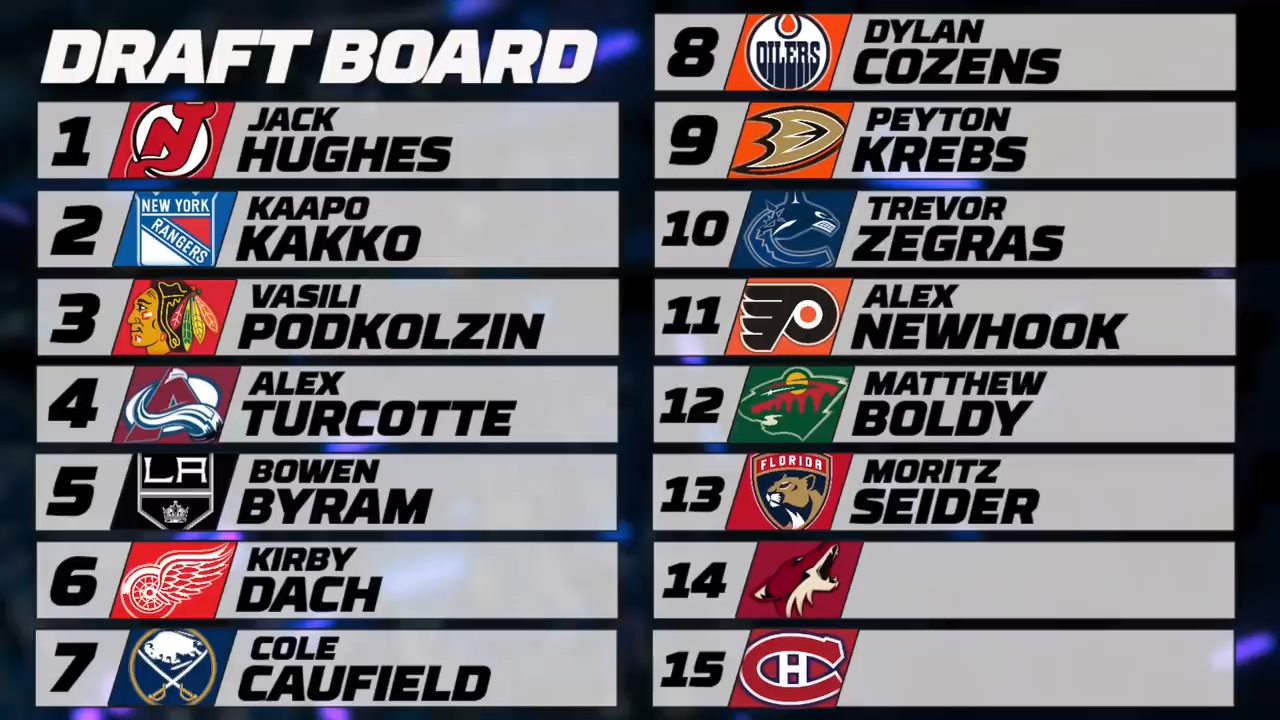 DRAFT BOARD
1 JACK
HUGHES
2 NEW YORK
RANGERS
KAAPO
KAKKO
3 VASILI
PODKOLZIN
4 ALEX
TURCOTTE
5 LA
BOWEN
BYRAM
6 KIRBY
DACH
7 COLE
CAUFIELD
8 OILERS
DYLAN
COZENS
9 PEYTON
KREBS
10 TREVOR
ZEGRAS
11 ALEX
NEWHOOK
12 MATTHEW
BOLDY
13 FLORIDA
MORITZ
SEIDER
14
15